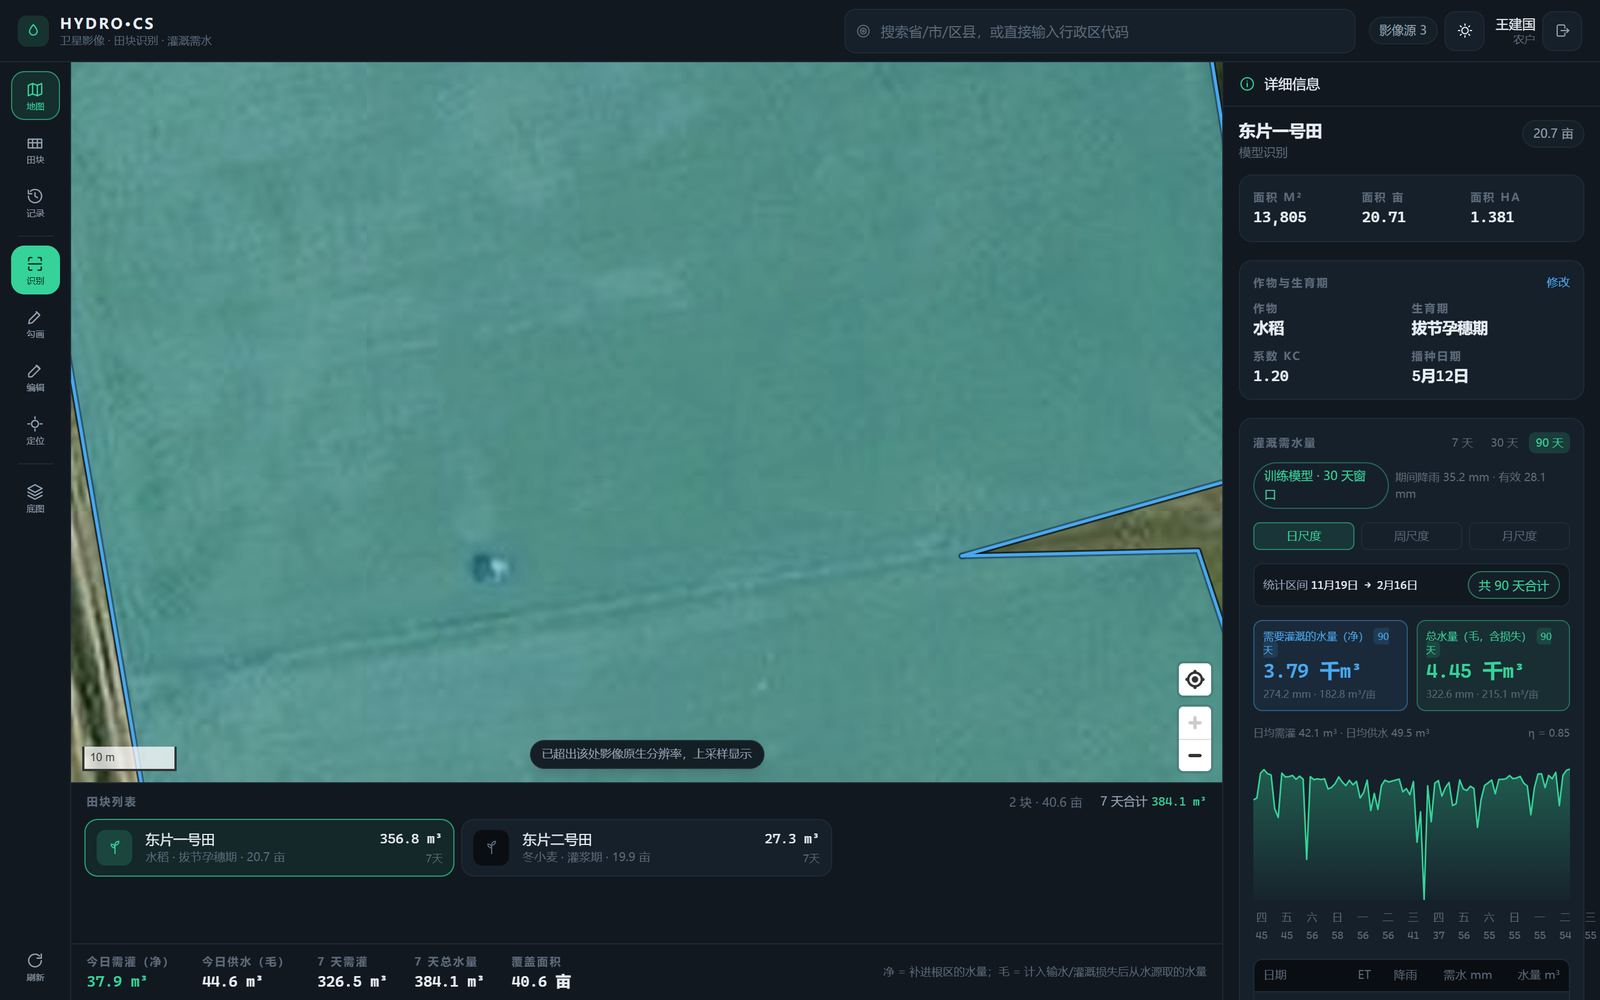 HYDRO•CS
卫星影像 · 田块识别 · 灌溉需水
搜索省/市/区县，或直接输入行政区代码
影像源 3
王建国
农户
地图
田块
记录
识别
勾画
编辑
定位
底图
刷新
10 m
已超出该处影像原生分辨率，上采样显示
田块列表
2 块 · 40.6 亩
7 天合计 384.1 m³
东片一号田
水稻 · 拔节孕穗期 · 20.7 亩
356.8 m³
7天
东片二号田
冬小麦 · 灌浆期 · 19.9 亩
27.3 m³
7天
今日需灌（净）
37.9 m³
今日供水（毛）
44.6 m³
7 天需灌
326.5 m³
7 天总水量
384.1 m³
覆盖面积
40.6 亩
净 = 补进根区的水量；毛 = 计入输水/灌溉损失后从水源取的水量
详细信息
东片一号田
模型识别
20.7 亩
面积 M²
13,805
面积 亩
20.71
面积 HA
1.381
作物与生育期
修改
作物
水稻
生育期
拔节孕穗期
系数 KC
1.20
播种日期
5月12日
灌溉需水量
7 天
30 天
90 天
训练模型 · 30 天窗
口
期间降雨 35.2 mm · 有效 28.1
mm
日尺度
周尺度
月尺度
统计区间 11月19日 → 2月16日
共 90 天合计
需要灌溉的水量（净） 90
天
3.79 千m³
274.2 mm · 182.8 m³/亩
总水量（毛，含损失） 90
天
4.45 千m³
322.6 mm · 215.1 m³/亩
日均需灌 42.1 m³ · 日均供水 49.5 m³
η = 0.85
四 五 六 日 一 二 三 四 五 六 日 一 二 三
45 45 56 58 56 56 41 37 56 55 55 55 54 55
日期 ET 降雨 需水 mm 水量 m³